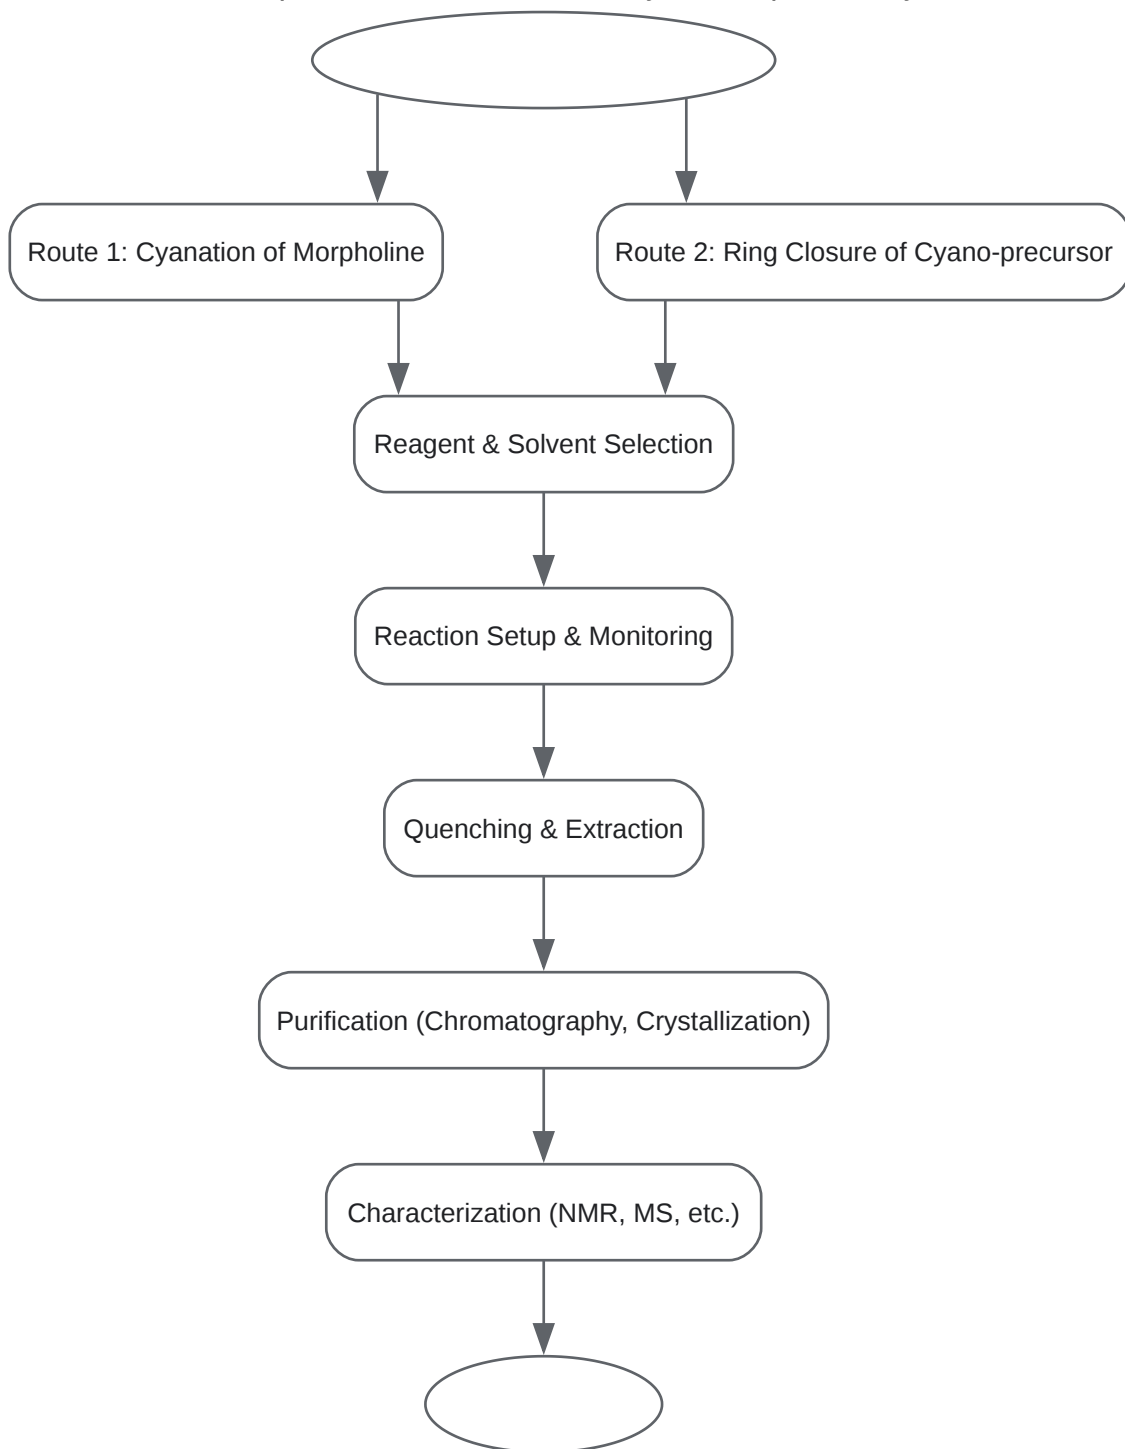 Route 1: Cyanation of Morpholine
Route 2: Ring Closure of Cyano-precursor
Reagent & Solvent Selection
Reaction Setup & Monitoring
Quenching & Extraction
Purification (Chromatography, Crystallization)
Characterization (NMR, MS, etc.)